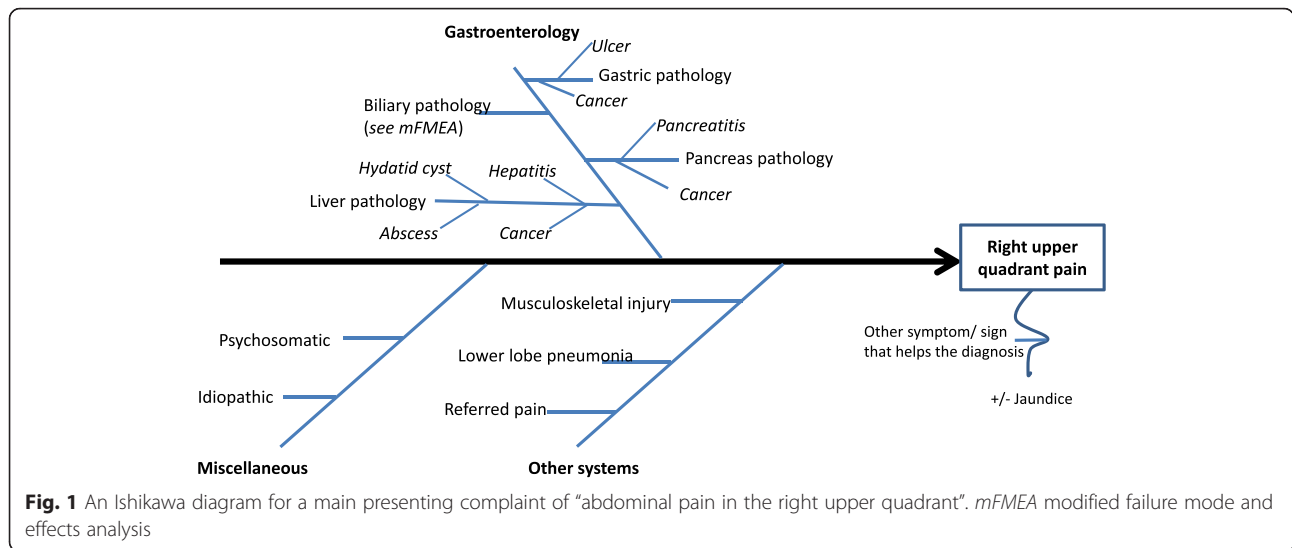 Gastroenterology
Ulcer
Gastric pathology
Cancer
Biliary pathology
(see mFMEA)
Pancreatitis
Pancreas pathology
Cancer
Hydatid cyst
Hepatitis
Liver pathology
Abscess
Cancer
Right upper
quadrant pain
Musculoskeletal injury
Other symptom/ sign
that helps the diagnosis
Psychosomatic
Lower lobe pneumonia
Idiopathic
+/- Jaundice
Referred pain
Miscellaneous
Other systems
Fig. 1 An Ishikawa diagram for a main presenting complaint of “abdominal pain in the right upper quadrant”. mFMEA modified failure mode and
effects analysis